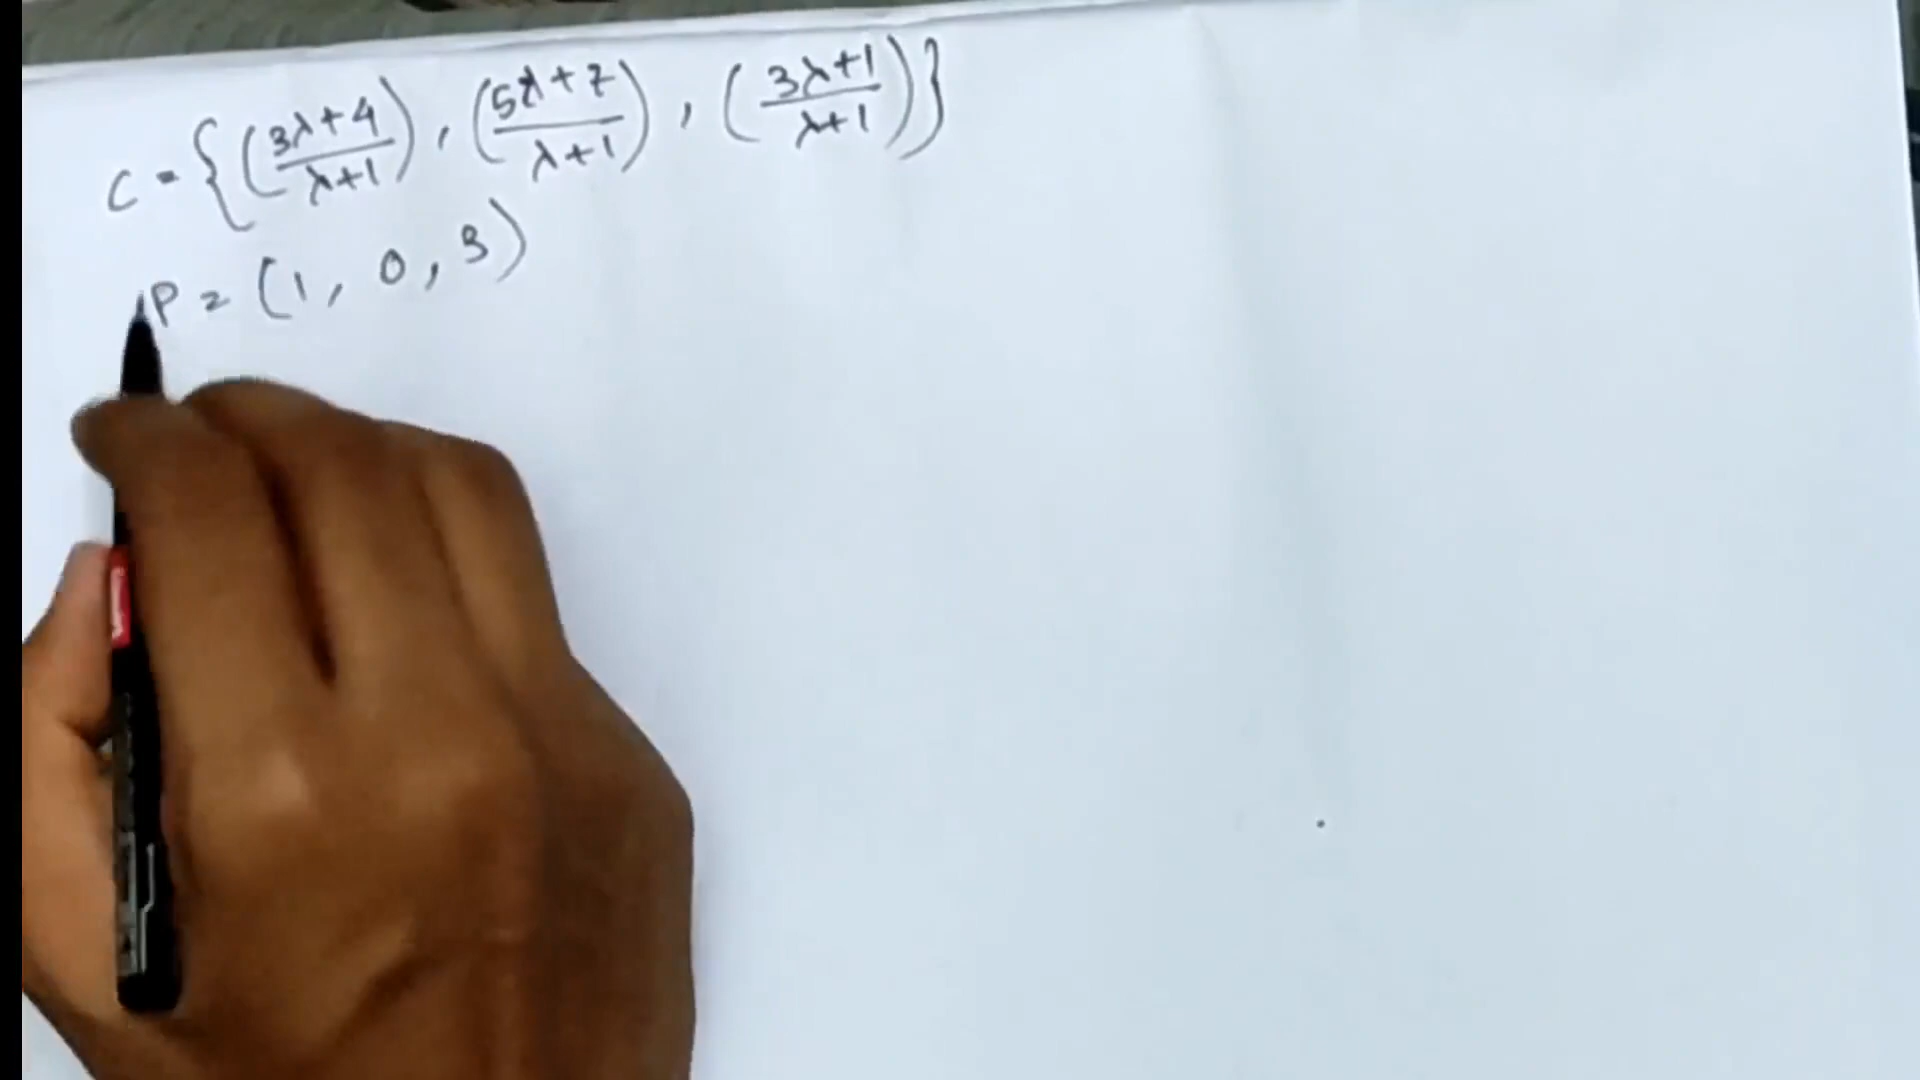 C = {((3λ+4)/(λ+1)), ((5λ+7)/(λ+1)), ((3λ+1)/(λ+1))}
P = (1, 0, 3)